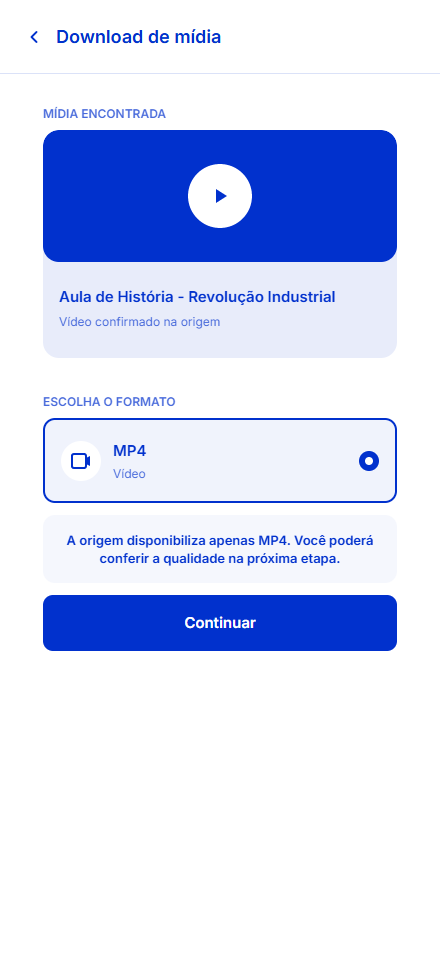 Download de mídia
MÍDIA ENCONTRADA
Aula de História - Revolução Industrial
Vídeo confirmado na origem
ESCOLHA O FORMATO
MP4
Vídeo
A origem disponibiliza apenas MP4. Você poderá
conferir a qualidade na próxima etapa.
Continuar